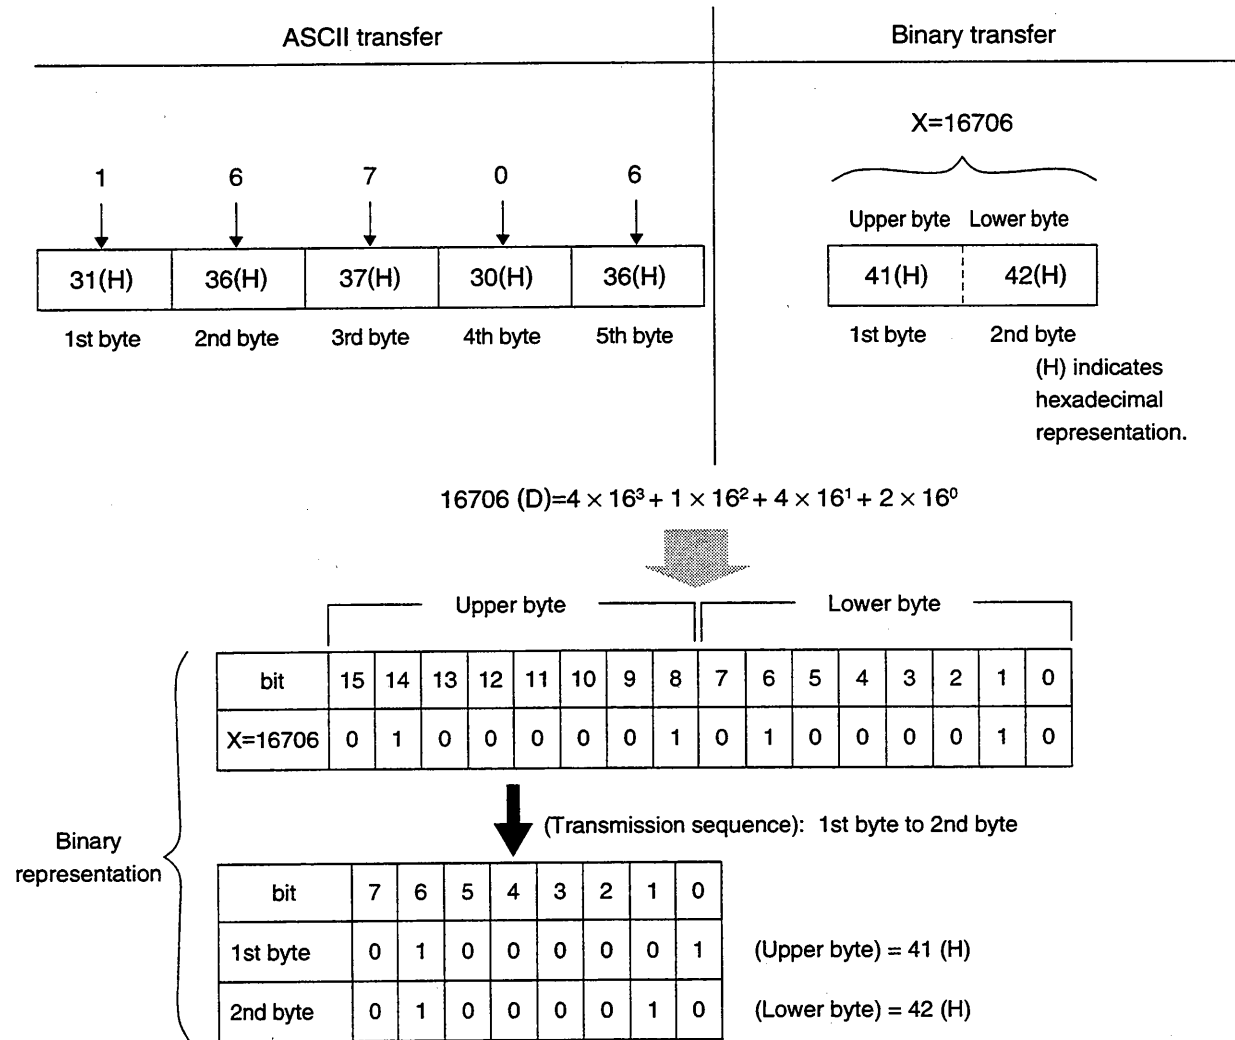 ASCII transfer
Binary transfer
X=16706
1 6 7 0 6
Upper byte Lower byte
31(H) 36(H) 37(H) 30(H) 36(H)
41(H) 42(H)
1st byte 2nd byte 3rd byte 4th byte 5th byte
1st byte 2nd byte
(H) indicates
hexadecimal
representation.
16706 (D)=4 × 16³ + 1 × 16² + 4 × 16¹ + 2 × 16⁰
Upper byte Lower byte
bit 15 14 13 12 11 10 9 8 7 6 5 4 3 2 1 0
X=16706 0 1 0 0 0 0 0 1 0 1 0 0 0 0 1 0
(Transmission sequence): 1st byte to 2nd byte
Binary
representation
bit 7 6 5 4 3 2 1 0
1st byte 0 1 0 0 0 0 0 1 (Upper byte) = 41 (H)
2nd byte 0 1 0 0 0 0 1 0 (Lower byte) = 42 (H)